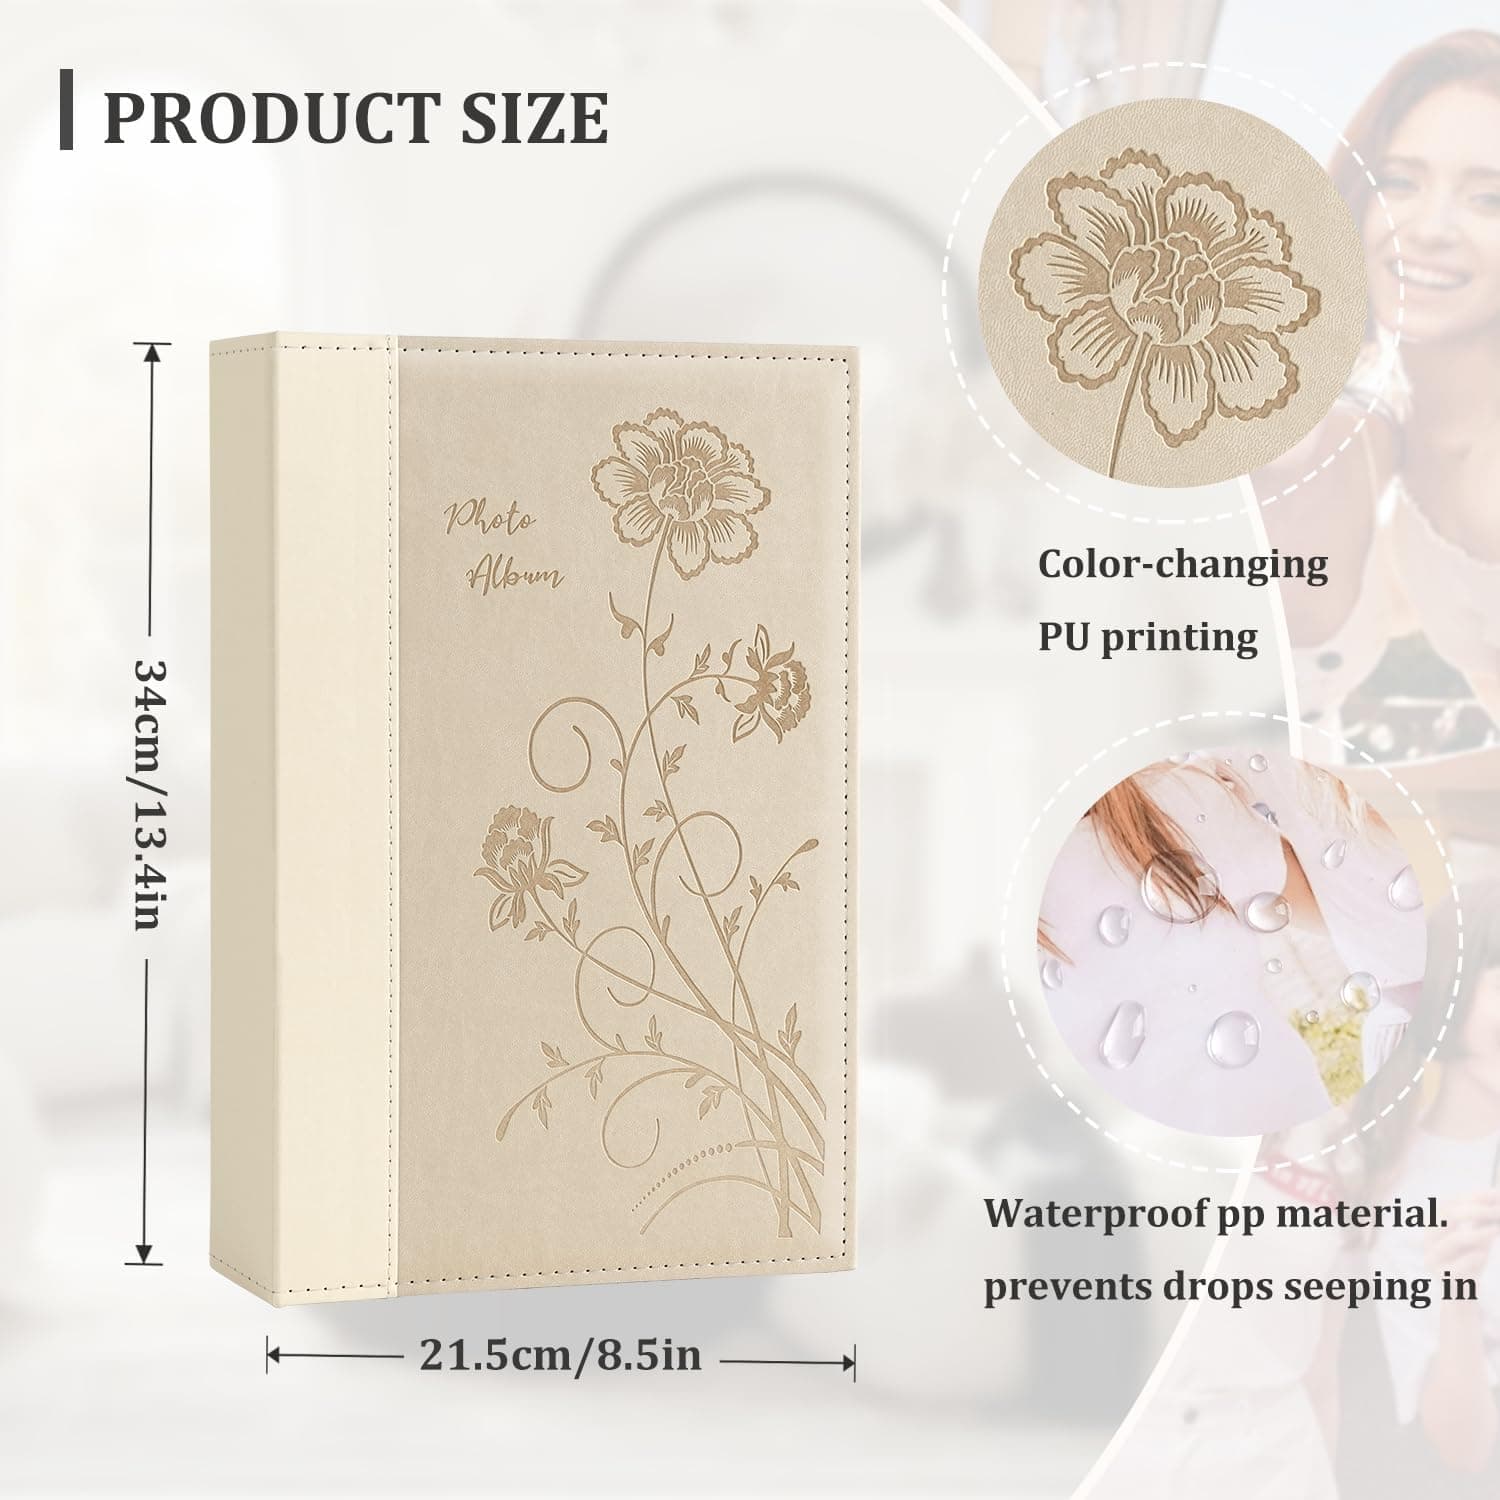 PRODUCT SIZE
Photo
Album
34cm/13.4in
21.5cm/8.5in
Color-changing
PU printing
Waterproof pp material.
prevents drops seeping in